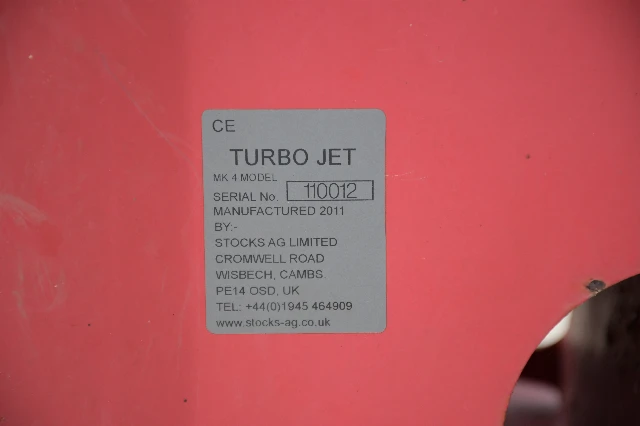 CE
TURBO JET
MK 4 MODEL
SERIAL No. 110012
MANUFACTURED 2011
BY:-
STOCKS AG LIMITED
CROMWELL ROAD
WISBECH, CAMBS
PE14 OSD, UK
TEL: +44(0)1945 464909
www.stocks-ag.co.uk